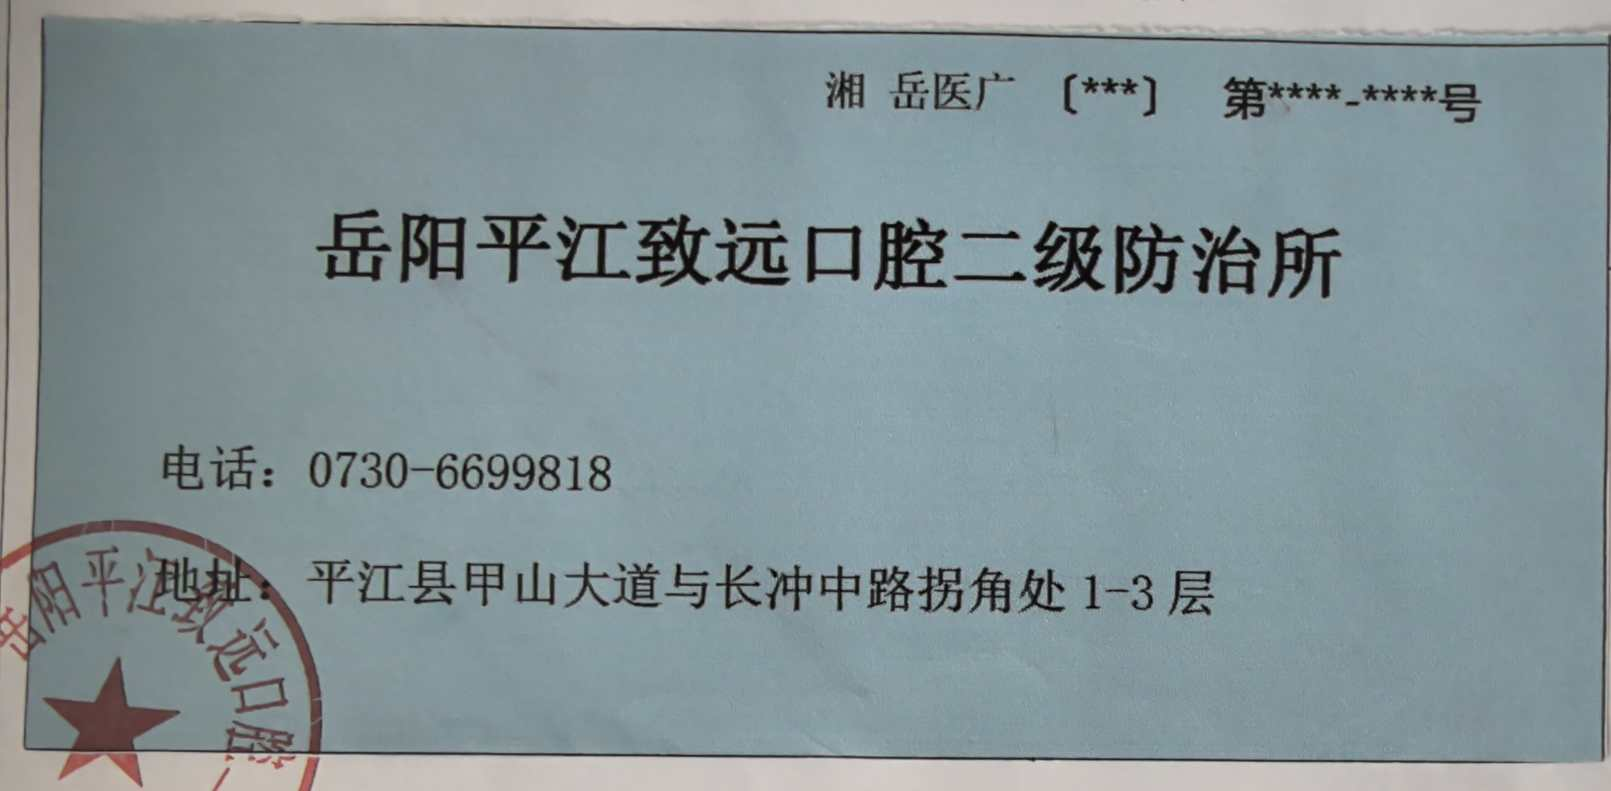 湘 岳医广 〔***〕 第****-****号
岳阳平江致远口腔二级防治所
电话：0730-6699818
地址：平江县甲山大道与长冲中路拐角处 1-3 层
岳阳平江致远口腔